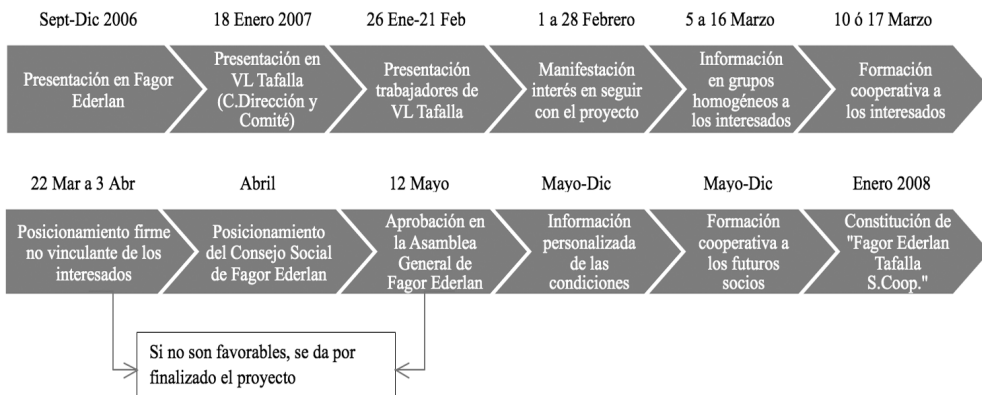 Sept-Dic 2006
18 Enero 2007
26 Ene-21 Feb
1 a 28 Febrero
5 a 16 Marzo
10 ó 17 Marzo
Presentación en Fagor
Ederlan
Presentación en
VL Tafalla
(C.Dirección y
Comité)
Presentación
trabajadores de
VL Tafalla
Manifestación
interés en seguir
con el proyecto
Información
en grupos
homogéneos a
los interesados
Formación
cooperativa a
los interesados
22 Mar a 3 Abr
Abril
12 Mayo
Mayo-Dic
Mayo-Dic
Enero 2008
Posicionamiento firme
no vinculante de los
interesados
Posicionamiento
del Consejo Social
de Fagor Ederlan
Aprobación en
la Asamblea
General de
Fagor Ederlan
Información
personalizada
de las
condiciones
Formación
cooperativa a
los futuros
socios
Constitución de
"Fagor Ederlan
Tafalla
S.Coop."
Si no son favorables, se da por
finalizado el proyecto